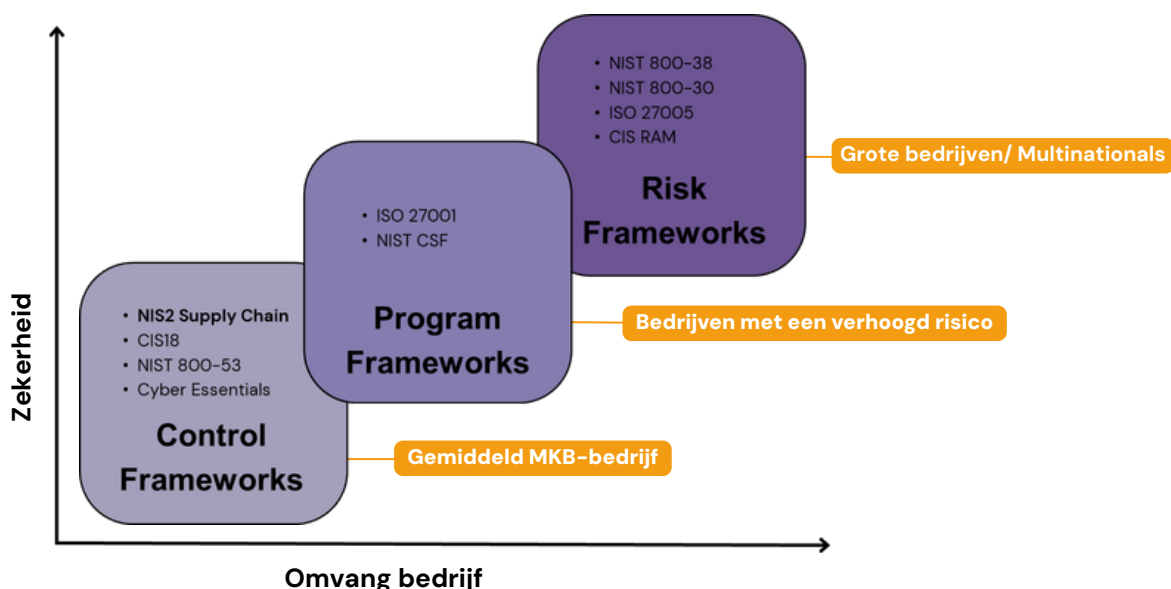 • NIST 800-38
• NIST 800-30
• ISO 27005
• CIS RAM
Risk
Frameworks
Grote bedrijven/ Multinationals
• ISO 27001
• NIST CSF
Program
Frameworks
Bedrijven met een verhoogd risico
• NIS2 Supply Chain
• CIS18
• NIST 800-53
• Cyber Essentials
Control
Frameworks
Gemiddeld MKB-bedrijf
Zekerheid
Omvang bedrijf